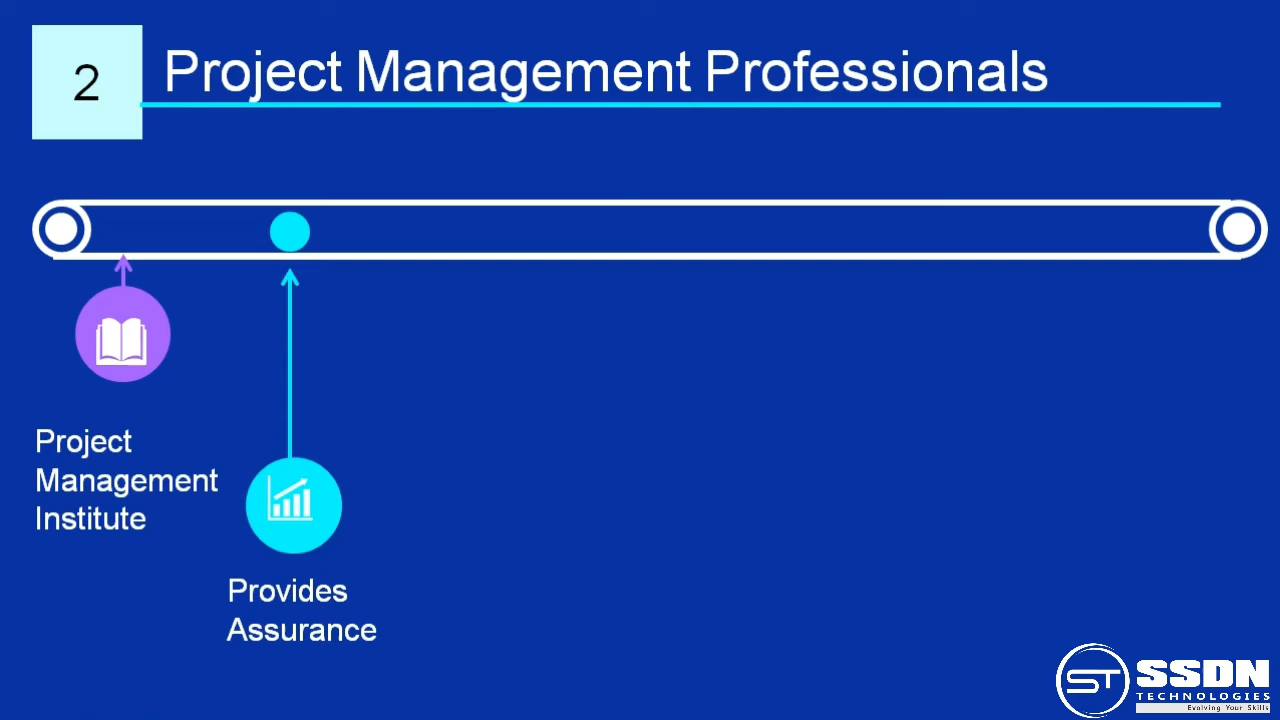 2
Project Management Professionals
Project
Management
Institute
Provides
Assurance
ST
SSDN
TECHNOLOGIES
Evolving Your Skills